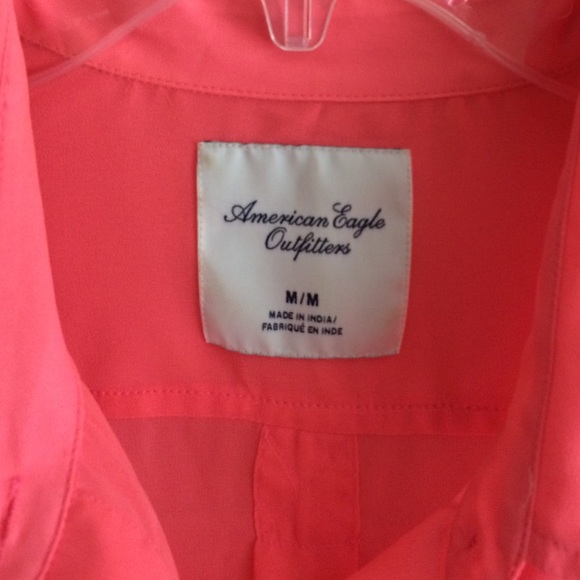 American Eagle
Outfitters
M/M
MADE IN INDIA/
FABRIQUÉ EN INDE